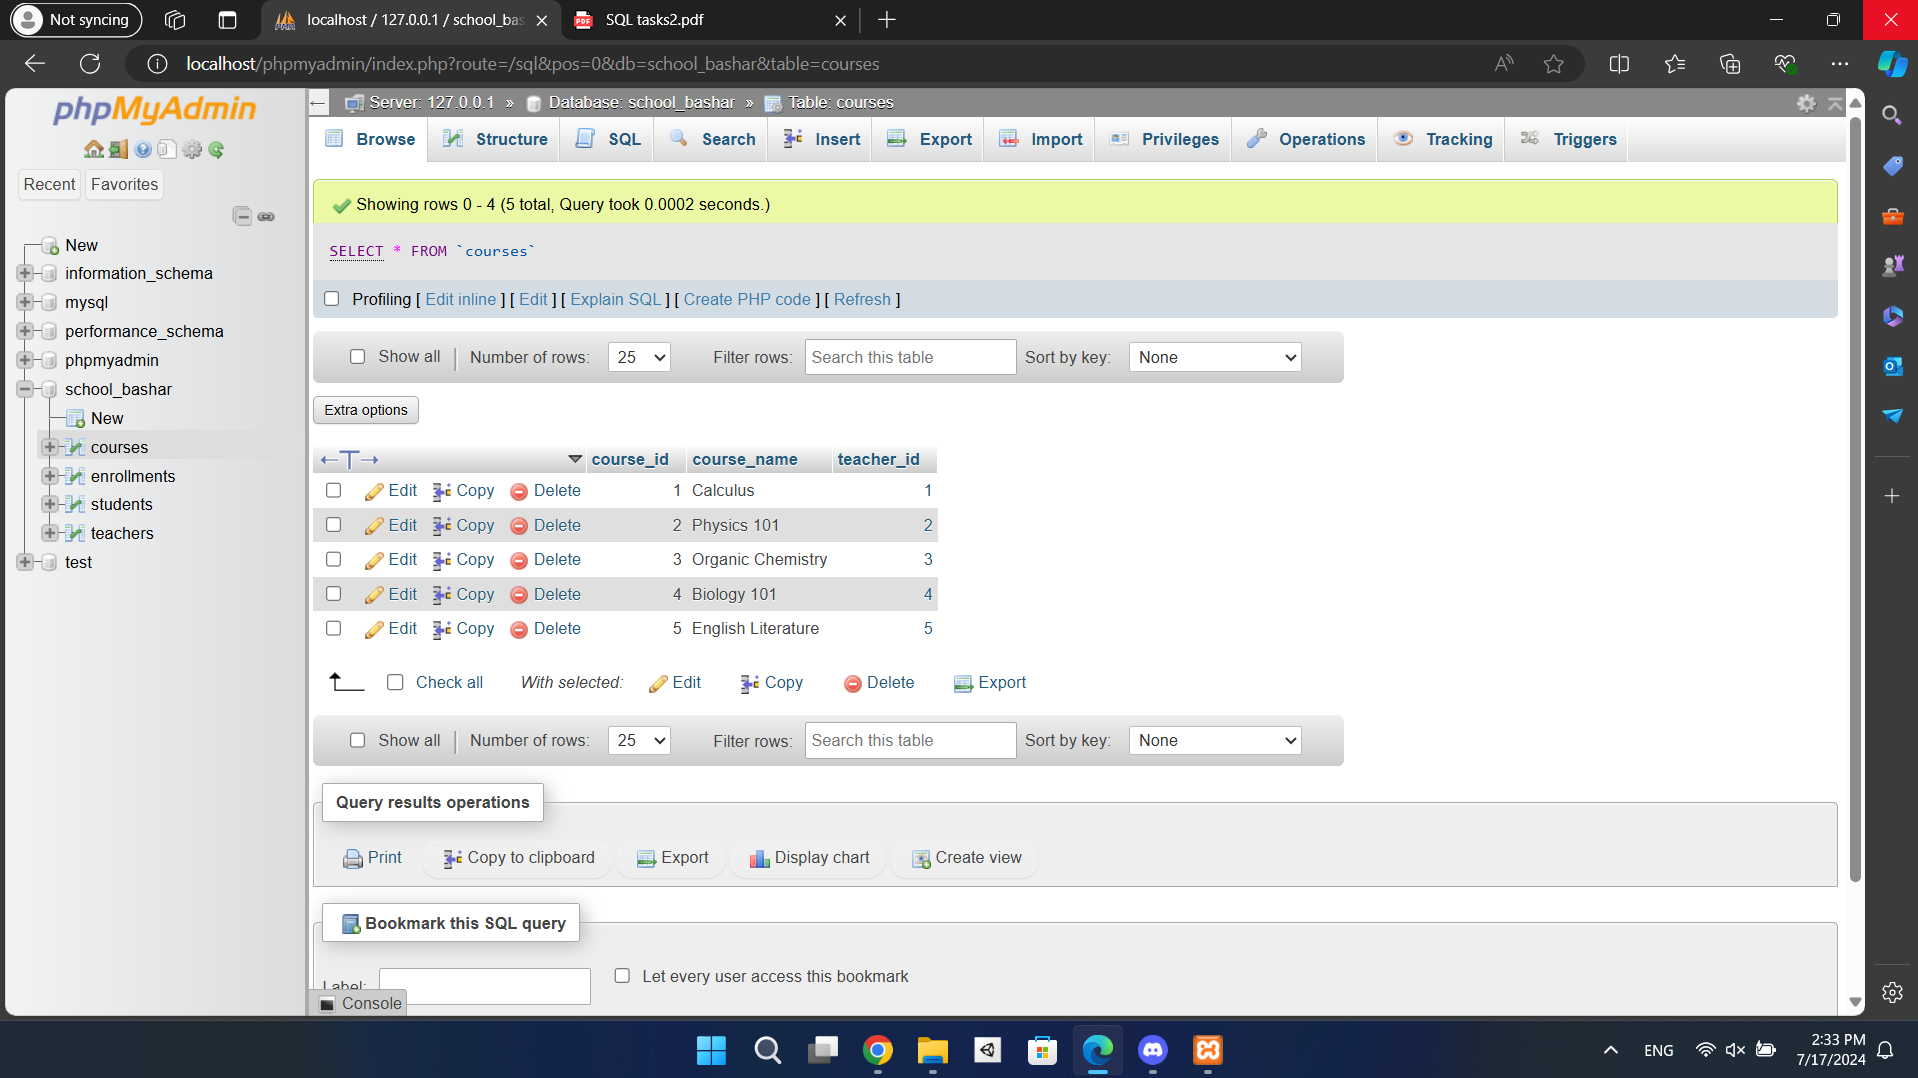 Not syncing
localhost / 127.0.0.1 / school_bas
SQL tasks2.pdf
localhost/phpmyadmin/index.php?route=/sql&pos=0&db=school_bashar&table=courses
phpMyAdmin
Recent
Favorites
New
information_schema
mysql
performance_schema
phpmyadmin
school_bashar
New
courses
enrollments
students
teachers
test
Server: 127.0.0.1 » Database: school_bashar » Table: courses
Browse Structure SQL Search Insert Export Import Privileges Operations Tracking Triggers
Showing rows 0 - 4 (5 total, Query took 0.0002 seconds.)
SELECT * FROM `courses`
Profiling [ Edit inline ] [ Edit ] [ Explain SQL ] [ Create PHP code ] [ Refresh ]
Show all | Number of rows: 25 Filter rows: Search this table Sort by key: None
Extra options
course_id course_name teacher_id
Edit Copy Delete 1 Calculus 1
Edit Copy Delete 2 Physics 101 2
Edit Copy Delete 3 Organic Chemistry 3
Edit Copy Delete 4 Biology 101 4
Edit Copy Delete 5 English Literature 5
Check all With selected: Edit Copy Delete Export
Show all | Number of rows: 25 Filter rows: Search this table Sort by key: None
Query results operations
Print Copy to clipboard Export Display chart Create view
Bookmark this SQL query
Label: Let every user access this bookmark
Console
ENG
2:33 PM
7/17/2024